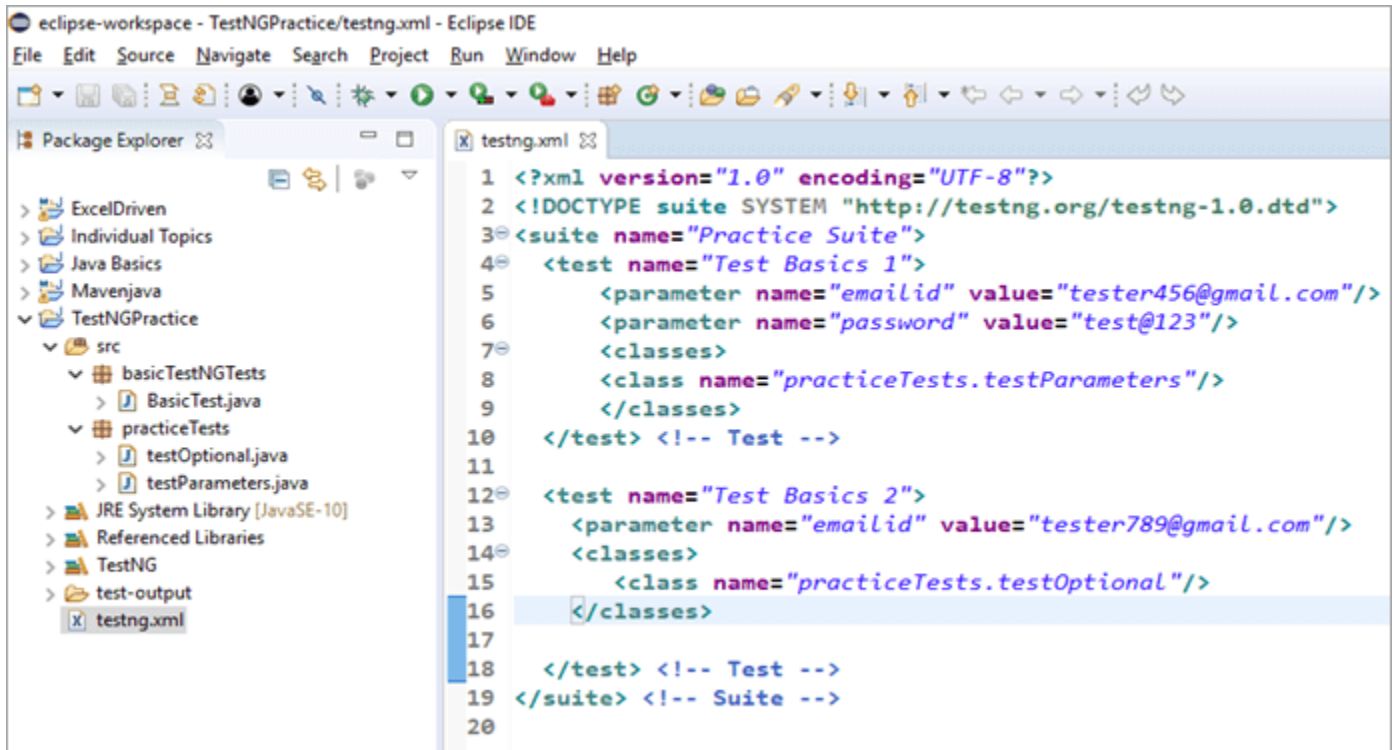 eclipse-workspace - TestNGPractice/testng.xml - Eclipse IDE
File Edit Source Navigate Search Project Run Window Help
Package Explorer
ExcelDriven
Individual Topics
Java Basics
Mavenjava
TestNGPractice
src
basicTestNGTests
BasicTest.java
practiceTests
testOptional.java
testParameters.java
JRE System Library [JavaSE-10]
Referenced Libraries
TestNG
test-output
testng.xml
testng.xml
1 <?xml version="1.0" encoding="UTF-8"?>
2 <!DOCTYPE suite SYSTEM "http://testng.org/testng-1.0.dtd">
3 <suite name="Practice Suite">
4 <test name="Test Basics 1">
5 <parameter name="emailid" value="tester456@gmail.com"/>
6 <parameter name="password" value="test@123"/>
7 <classes>
8 <class name="practiceTests.testParameters"/>
9 </classes>
10 </test> <!-- Test -->
11
12 <test name="Test Basics 2">
13 <parameter name="emailid" value="tester789@gmail.com"/>
14 <classes>
15 <class name="practiceTests.testOptional"/>
16 </classes>
17
18 </test> <!-- Test -->
19 </suite> <!-- Suite -->
20